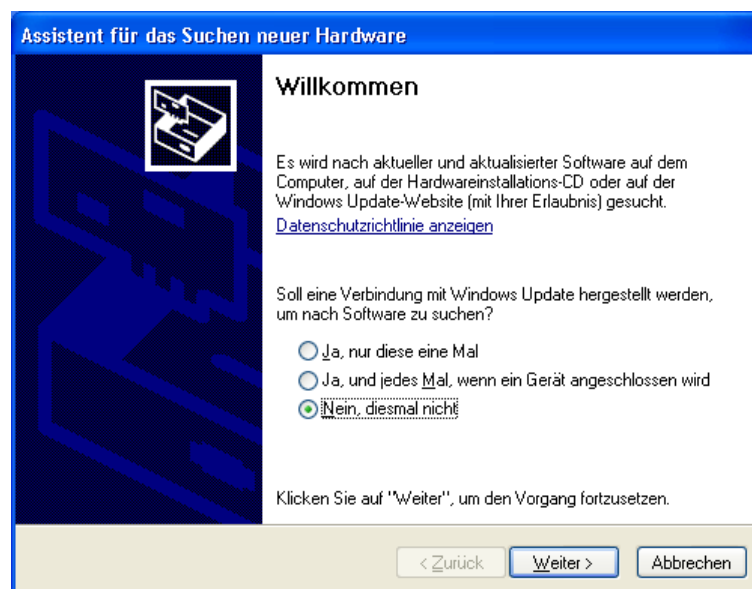 Assistent für das Suchen neuer Hardware
Willkommen
Es wird nach aktueller und aktualisierter Software auf dem
Computer, auf der Hardwareinstallations-CD oder auf der
Windows Update-Website (mit Ihrer Erlaubnis) gesucht.
Datenschutzrichtlinie anzeigen
Soll eine Verbindung mit Windows Update hergestellt werden,
um nach Software zu suchen?
Ja, nur diese eine Mal
Ja, und jedes Mal, wenn ein Gerät angeschlossen wird
Nein, diesmal nicht
Klicken Sie auf "Weiter", um den Vorgang fortzusetzen.
< Zurück Weiter > Abbrechen